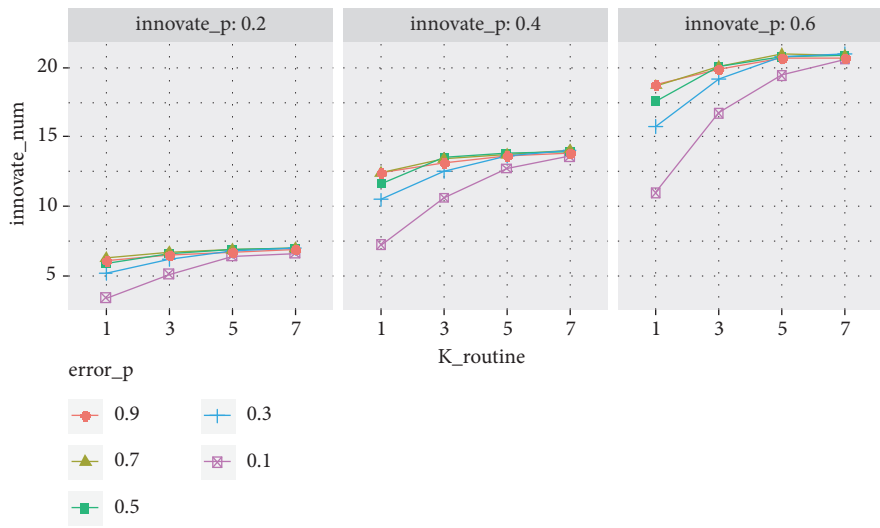 innovate_p: 0.2 innovate_p: 0.4 innovate_p: 0.6
20
15
10
5
innovate_num
1 3 5 7 1 3 5 7 1 3 5 7
K_routine
error_p
0.9 0.3
0.7 0.1
0.5